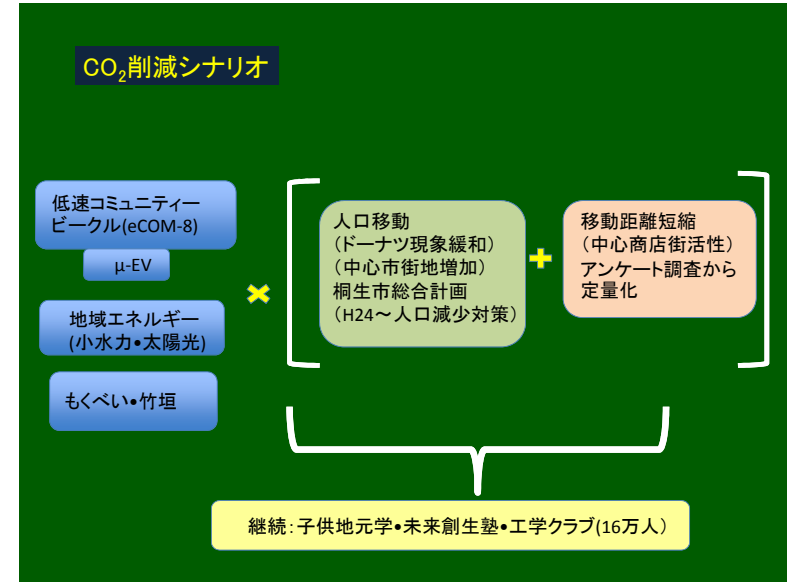 CO₂削減シナリオ
低速コミュニティー
ビークル(eCOM-8)
μ-EV
地域エネルギー
(小水力•太陽光)
もくべい•竹垣
×
人口移動
(ドーナツ現象緩和)
(中心市街地増加)
桐生市総合計画
(H24～人口減少対策)
+
移動距離短縮
(中心商店街活性)
アンケート調査から
定量化
継続:子供地元学•未来創生塾•工学クラブ(16万人)